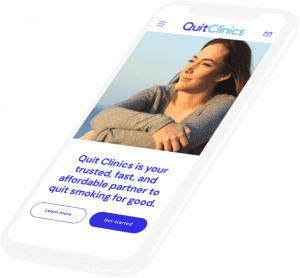 QuitClinics
Quit Clinics is your
trusted, fast, and
affordable partner to
quit smoking for good.
Learn more
Get started